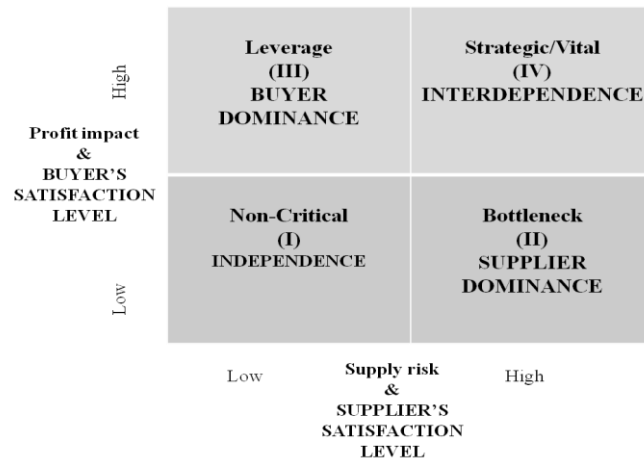 High
Low
Profit impact
&
BUYER'S
SATISFACTION
LEVEL
Leverage
(III)
BUYER
DOMINANCE
Strategic/Vital
(IV)
INTERDEPENDENCE
Non-Critical
(I)
INDEPENDENCE
Bottleneck
(II)
SUPPLIER
DOMINANCE
Low
Supply risk
&
SUPPLIER'S
SATISFACTION
LEVEL
High